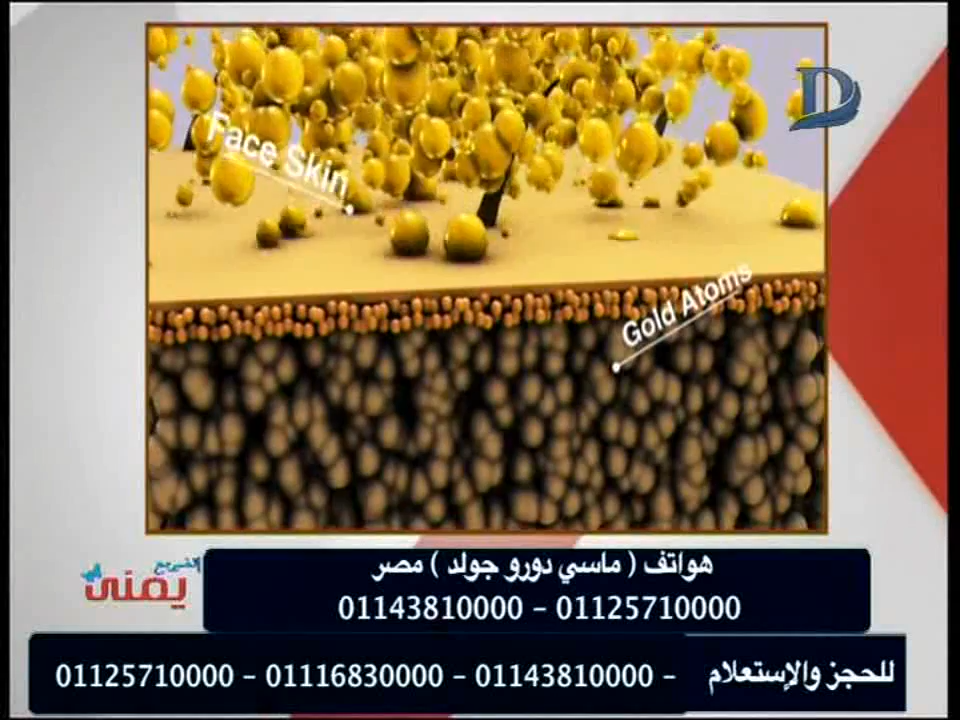 D
Face Skin
Gold Atoms
هواتف ( ماسي دورو جولد ) مصر
01143810000 - 01125710000
يمنى
للحجز والإستعلام - 01143810000 - 01116830000 - 01125710000